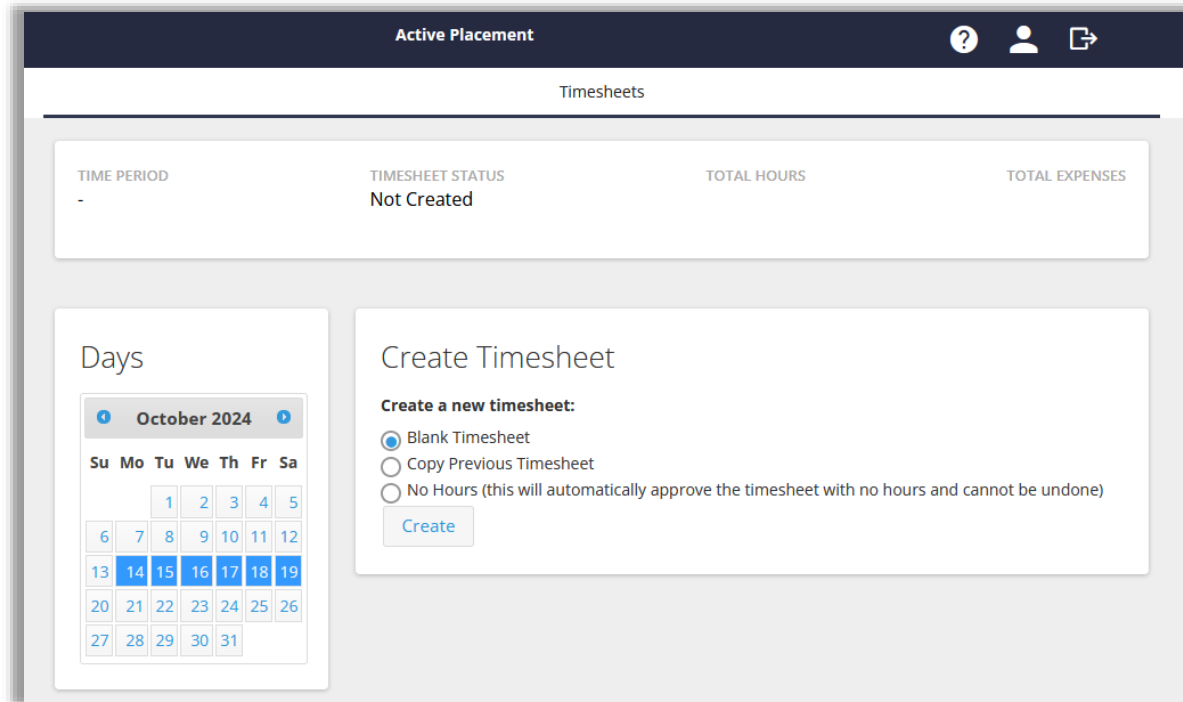 Active Placement
Timesheets
TIME PERIOD
-
TIMESHEET STATUS
Not Created
TOTAL HOURS
TOTAL EXPENSES
Days
October 2024
Su Mo Tu We Th Fr Sa
1 2 3 4 5
6 7 8 9 10 11 12
13 14 15 16 17 18 19
20 21 22 23 24 25 26
27 28 29 30 31
Create Timesheet
Create a new timesheet:
Blank Timesheet
Copy Previous Timesheet
No Hours (this will automatically approve the timesheet with no hours and cannot be undone)
Create